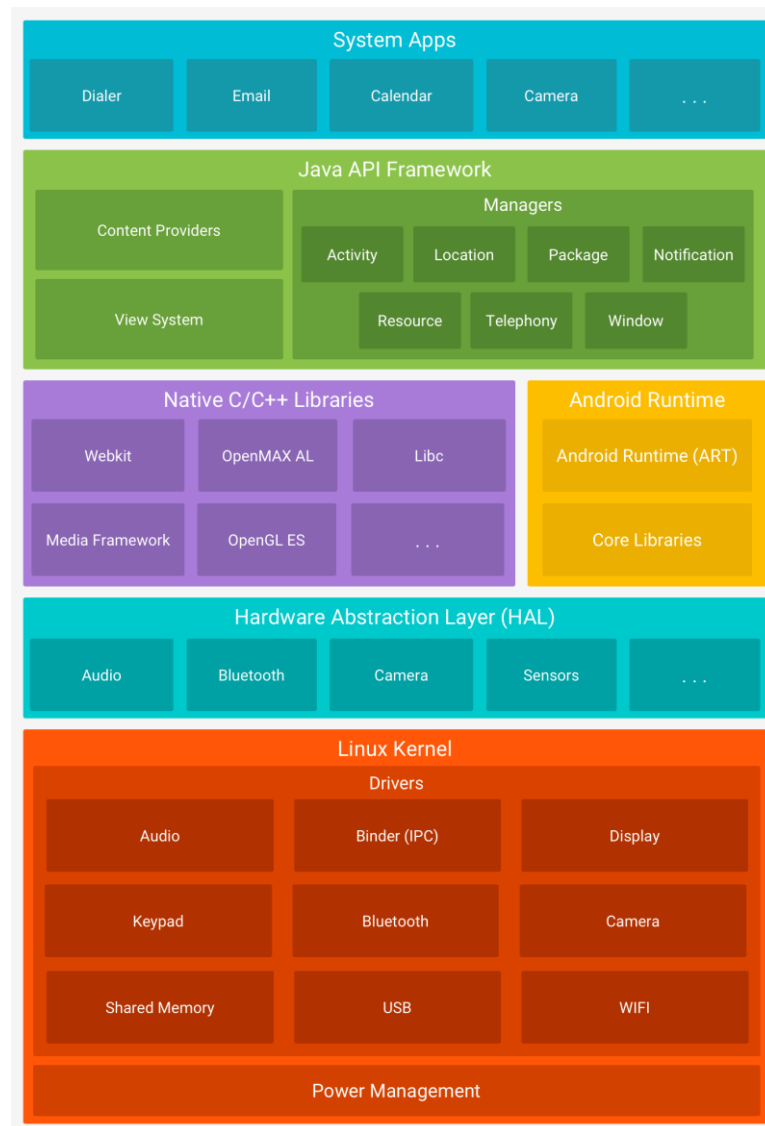 System Apps
Dialer
Email
Calendar
Camera
. . .
Java API Framework
Content Providers
View System
Managers
Activity
Location
Package
Notification
Resource
Telephony
Window
Native C/C++ Libraries
Webkit
OpenMAX AL
Libc
Media Framework
OpenGL ES
. . .
Android Runtime
Android Runtime (ART)
Core Libraries
Hardware Abstraction Layer (HAL)
Audio
Bluetooth
Camera
Sensors
. . .
Linux Kernel
Drivers
Audio
Binder (IPC)
Display
Keypad
Bluetooth
Camera
Shared Memory
USB
WIFI
Power Management